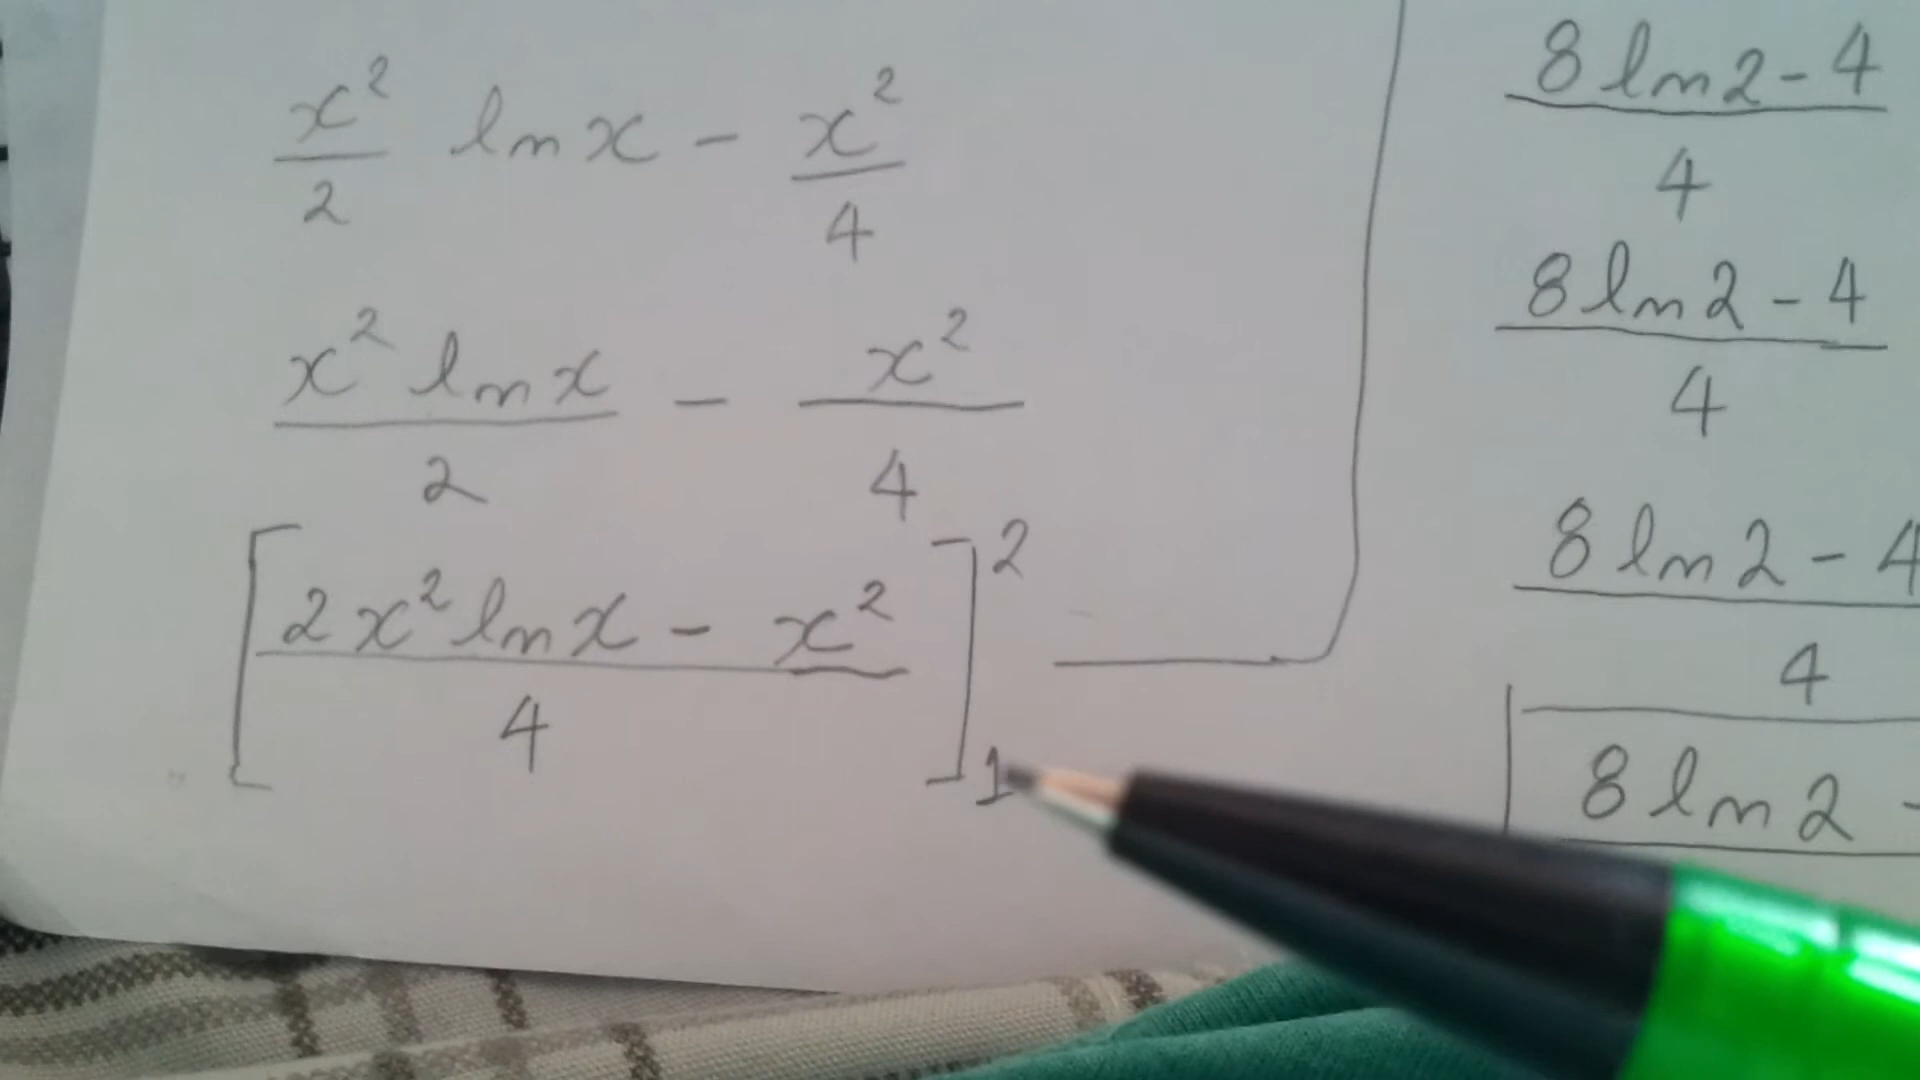 x²/2 ln x - x²/4
x² ln x/2 - x²/4
[2x² ln x - x²/4]₁²
8 ln 2 - 4/4
8 ln 2 - 4/4
8 ln 2 - 4/4
8 ln 2 -